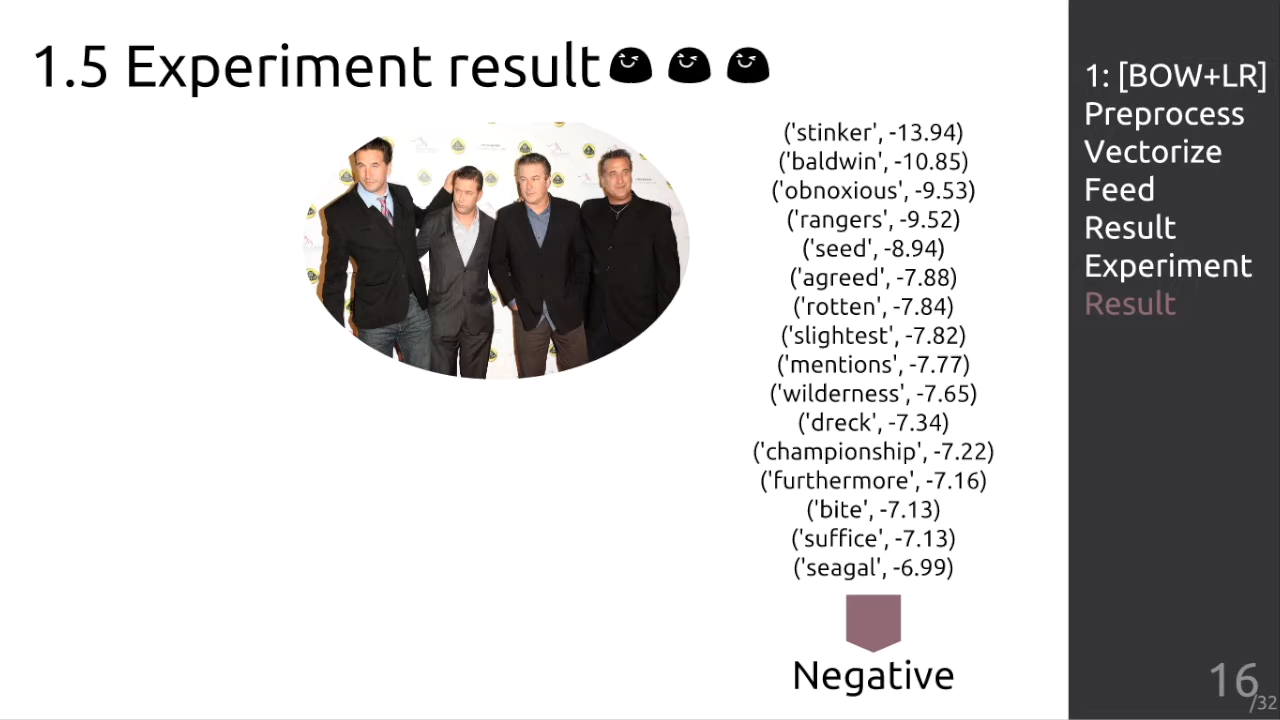 1.5 Experiment result
('stinker', -13.94)
('baldwin', -10.85)
('obnoxious', -9.53)
('rangers', -9.52)
('seed', -8.94)
('agreed', -7.88)
('rotten', -7.84)
('slightest', -7.82)
('mentions', -7.77)
('wilderness', -7.65)
('dreck', -7.34)
('championship', -7.22)
('furthermore', -7.16)
('bite', -7.13)
('suffice', -7.13)
('seagal', -6.99)
Negative
1: [BOW+LR]
Preprocess
Vectorize
Feed
Result
Experiment
Result
16/32